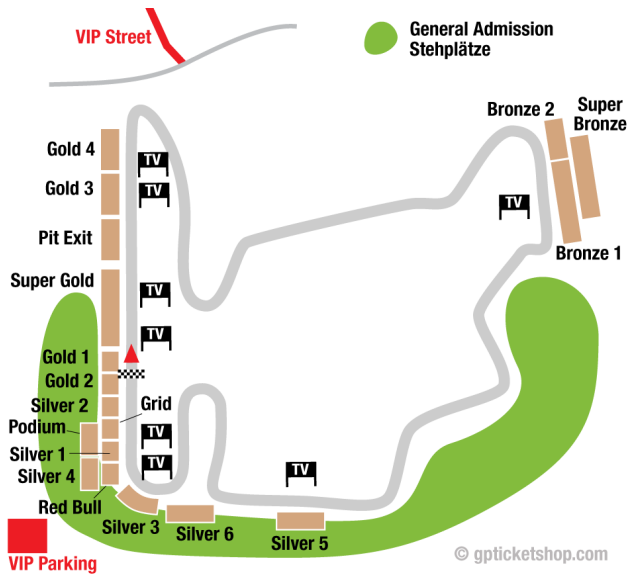 VIP Street
General Admission
Stehplätze
Bronze 2
Super
Bronze
Gold 4
TV
Gold 3
TV
TV
Pit Exit
Bronze 1
Super Gold
TV
TV
Gold 1
Gold 2
Silver 2
Grid
Podium
TV
Silver 1
TV
TV
Silver 4
Red Bull
Silver 3
Silver 6
Silver 5
VIP Parking
© gpticketshop.com